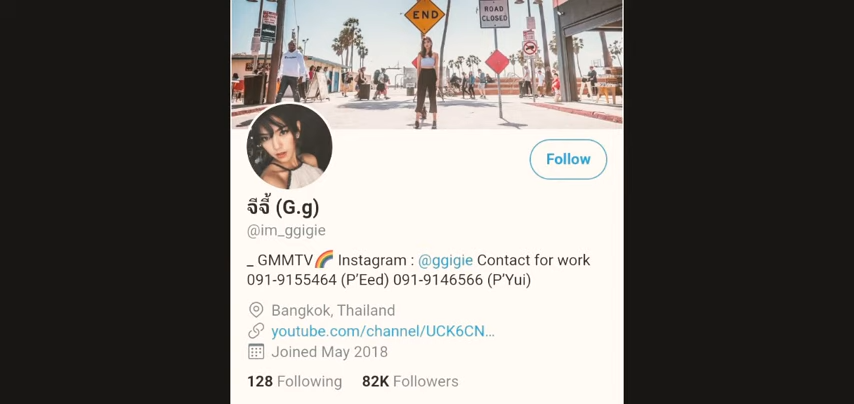 END
ROAD
CLOSED
Follow
จีจี้ (G.g)
@im_ggigie
_ GMMTV🌈 Instagram : @ggigie Contact for work
091-9155464 (P'Eed) 091-9146566 (P'Yui)
Bangkok, Thailand
youtube.com/channel/UCK6CN...
Joined May 2018
128 Following 82K Followers